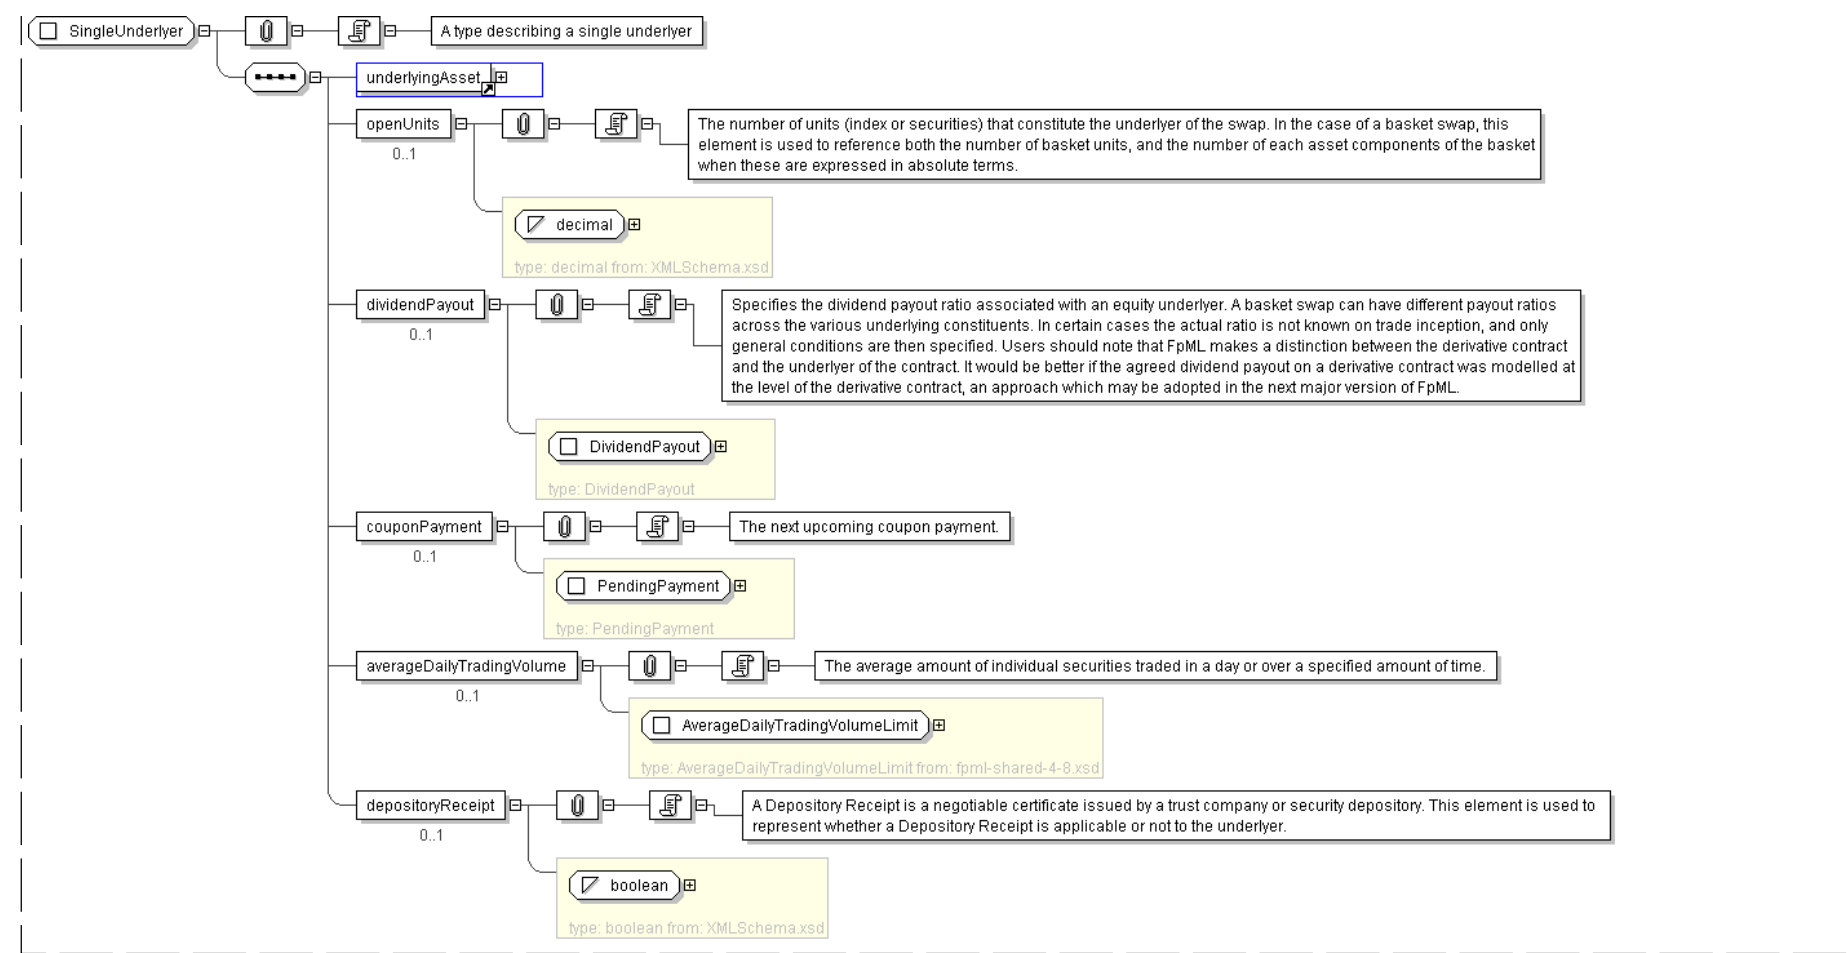 SingleUnderlyer
A type describing a single underlyer
underlyingAsset
openUnits
0..1
The number of units (index or securities) that constitute the underlyer of the swap. In the case of a basket swap, this
element is used to reference both the number of basket units, and the number of each asset components of the basket
when these are expressed in absolute terms.
decimal
type: decimal from: XMLSchema.xsd
dividendPayout
0..1
Specifies the dividend payout ratio associated with an equity underlyer. A basket swap can have different payout ratios
across the various underlying constituents. In certain cases the actual ratio is not known on trade inception, and only
general conditions are then specified. Users should note that FpML makes a distinction between the derivative contract
and the underlyer of the contract. It would be better if the agreed dividend payout on a derivative contract was modelled at
the level of the derivative contract, an approach which may be adopted in the next major version of FpML.
DividendPayout
type: DividendPayout
couponPayment
0..1
The next upcoming coupon payment.
PendingPayment
type: PendingPayment
averageDailyTradingVolume
0..1
The average amount of individual securities traded in a day or over a specified amount of time.
AverageDailyTradingVolumeLimit
type: AverageDailyTradingVolumeLimit from: fpml-shared-4-8.xsd
depositoryReceipt
0..1
A Depository Receipt is a negotiable certificate issued by a trust company or security depository. This element is used to
represent whether a Depository Receipt is applicable or not to the underlyer.
boolean
type: boolean from: XMLSchema.xsd